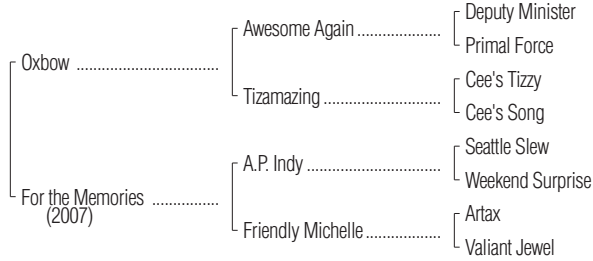 Deputy Minister
Awesome Again ..................
Primal Force
Oxbow ...............................
Cee's Tizzy
Tizamazing .........................
Cee's Song
Seattle Slew
A.P. Indy .............................
Weekend Surprise
For the Memories ...............
(2007)
Artax
Friendly Michelle................
Valiant Jewel